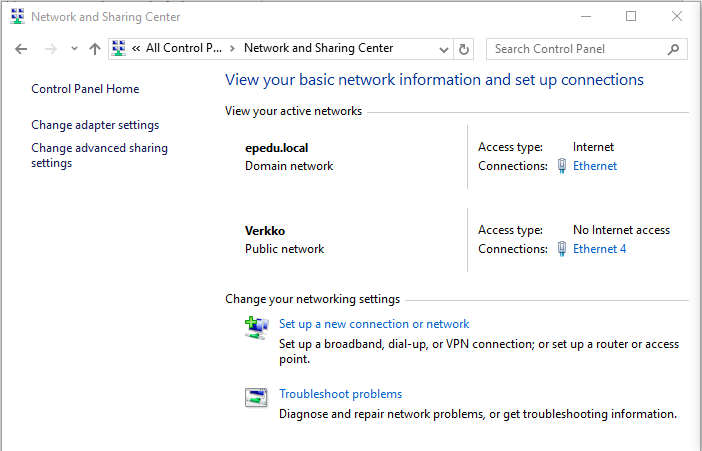 Network and Sharing Center
« All Control P... > Network and Sharing Center
Search Control Panel
Control Panel Home
Change adapter settings
Change advanced sharing
settings
View your basic network information and set up connections
View your active networks
epedu.local
Domain network
Access type: Internet
Connections: Ethernet
Verkko
Public network
Access type: No Internet access
Connections: Ethernet 4
Change your networking settings
Set up a new connection or network
Set up a broadband, dial-up, or VPN connection; or set up a router or access
point.
Troubleshoot problems
Diagnose and repair network problems, or get troubleshooting information.